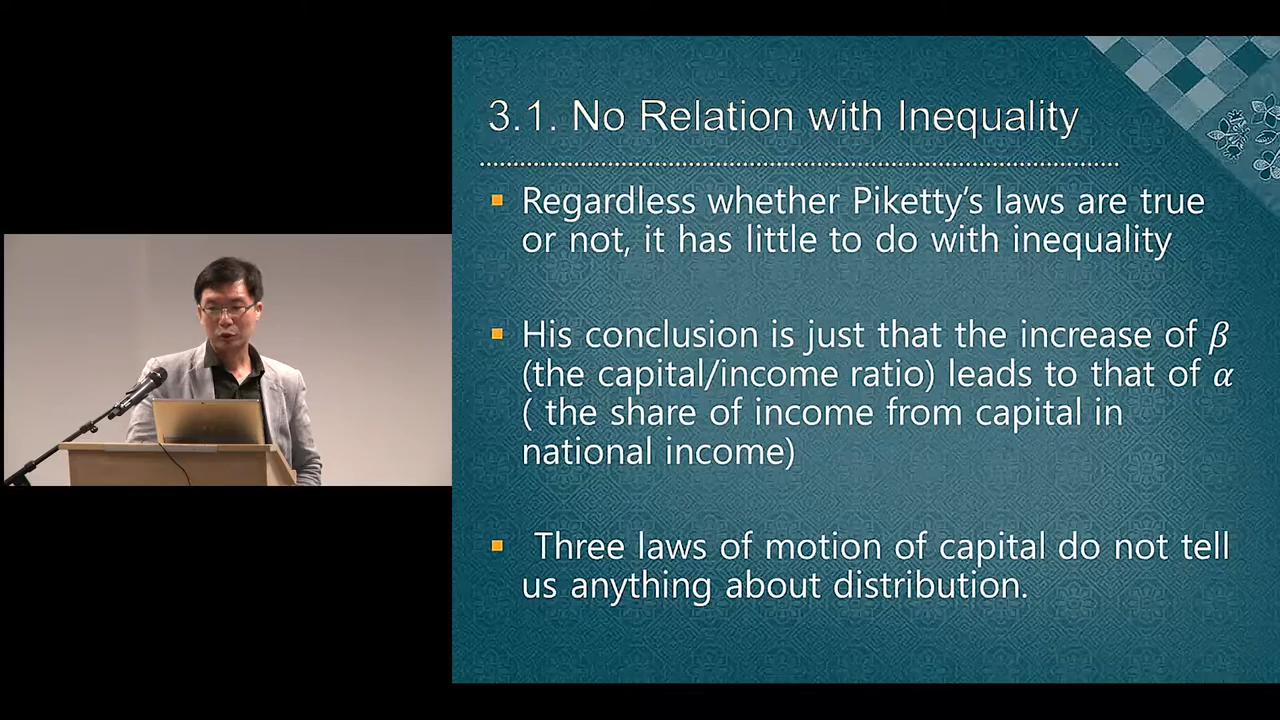 3.1. No Relation with Inequality
▪ Regardless whether Piketty's laws are true
or not, it has little to do with inequality
▪ His conclusion is just that the increase of β
(the capital/income ratio) leads to that of α
( the share of income from capital in
national income)
▪ Three laws of motion of capital do not tell
us anything about distribution.